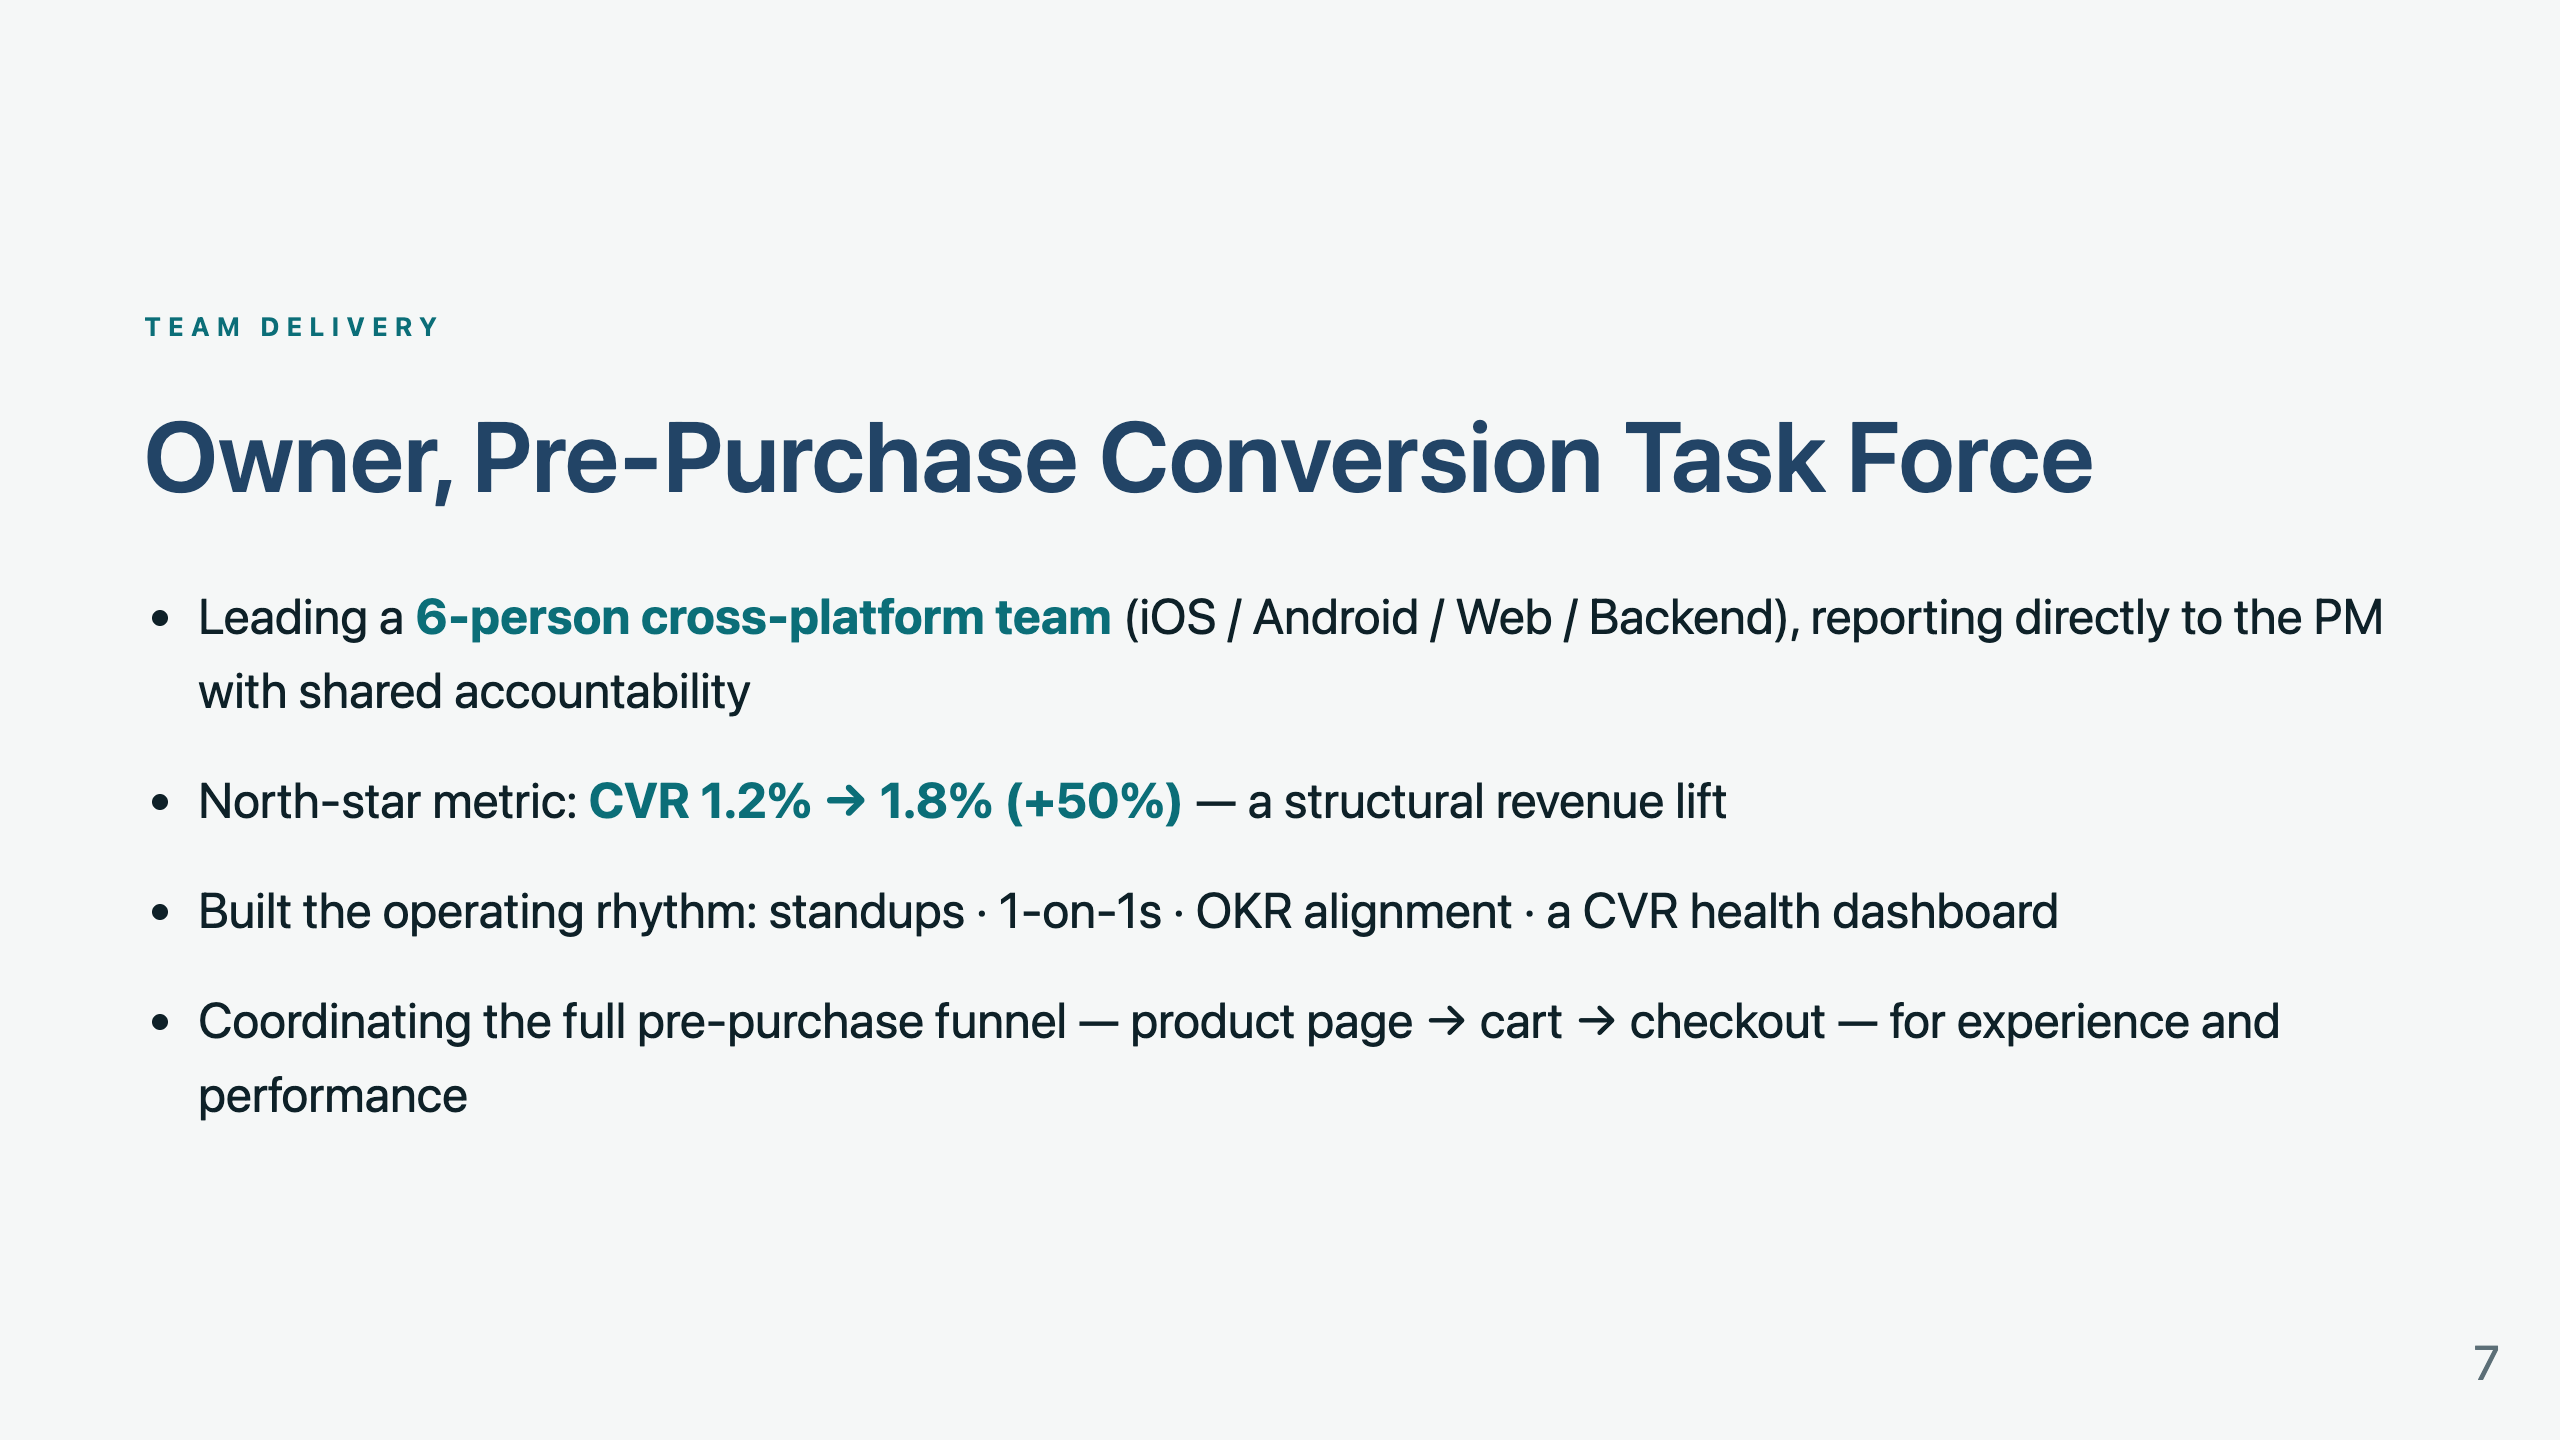 TEAM DELIVERY
Owner, Pre-Purchase Conversion Task Force
• Leading a 6-person cross-platform team (iOS / Android / Web / Backend), reporting directly to the PM
with shared accountability
• North-star metric: CVR 1.2% → 1.8% (+50%) — a structural revenue lift
• Built the operating rhythm: standups · 1-on-1s · OKR alignment · a CVR health dashboard
• Coordinating the full pre-purchase funnel — product page → cart → checkout — for experience and
performance
7